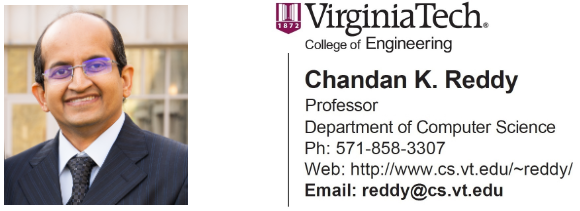 VirginiaTech®
1872
College of Engineering
Chandan K. Reddy
Professor
Department of Computer Science
Ph: 571-858-3307
Web: http://www.cs.vt.edu/~reddy/
Email: reddy@cs.vt.edu